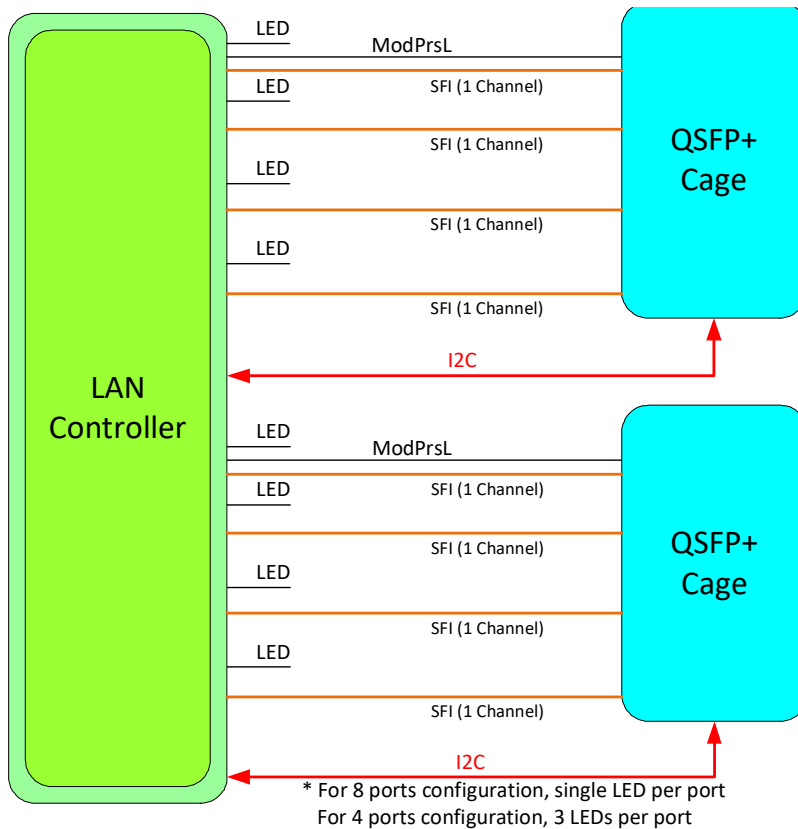 LED
ModPrsL
SFI (1 Channel)
LED
SFI (1 Channel)
LED
SFI (1 Channel)
LED
SFI (1 Channel)
QSFP+
Cage
I2C
LAN
Controller
LED
ModPrsL
SFI (1 Channel)
LED
SFI (1 Channel)
LED
SFI (1 Channel)
LED
SFI (1 Channel)
QSFP+
Cage
I2C
* For 8 ports configuration, single LED per port
For 4 ports configuration, 3 LEDs per port